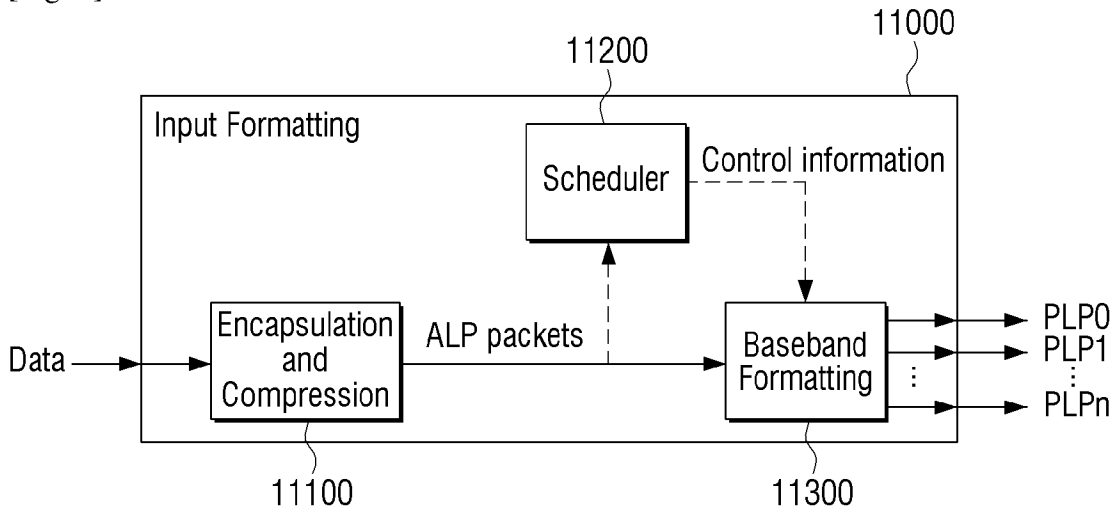 11000
11200
Input Formatting
Scheduler
Control information
Encapsulation
and
Compression
ALP packets
Baseband
Formatting
Data
PLP0
PLP1
PLPn
11100
11300